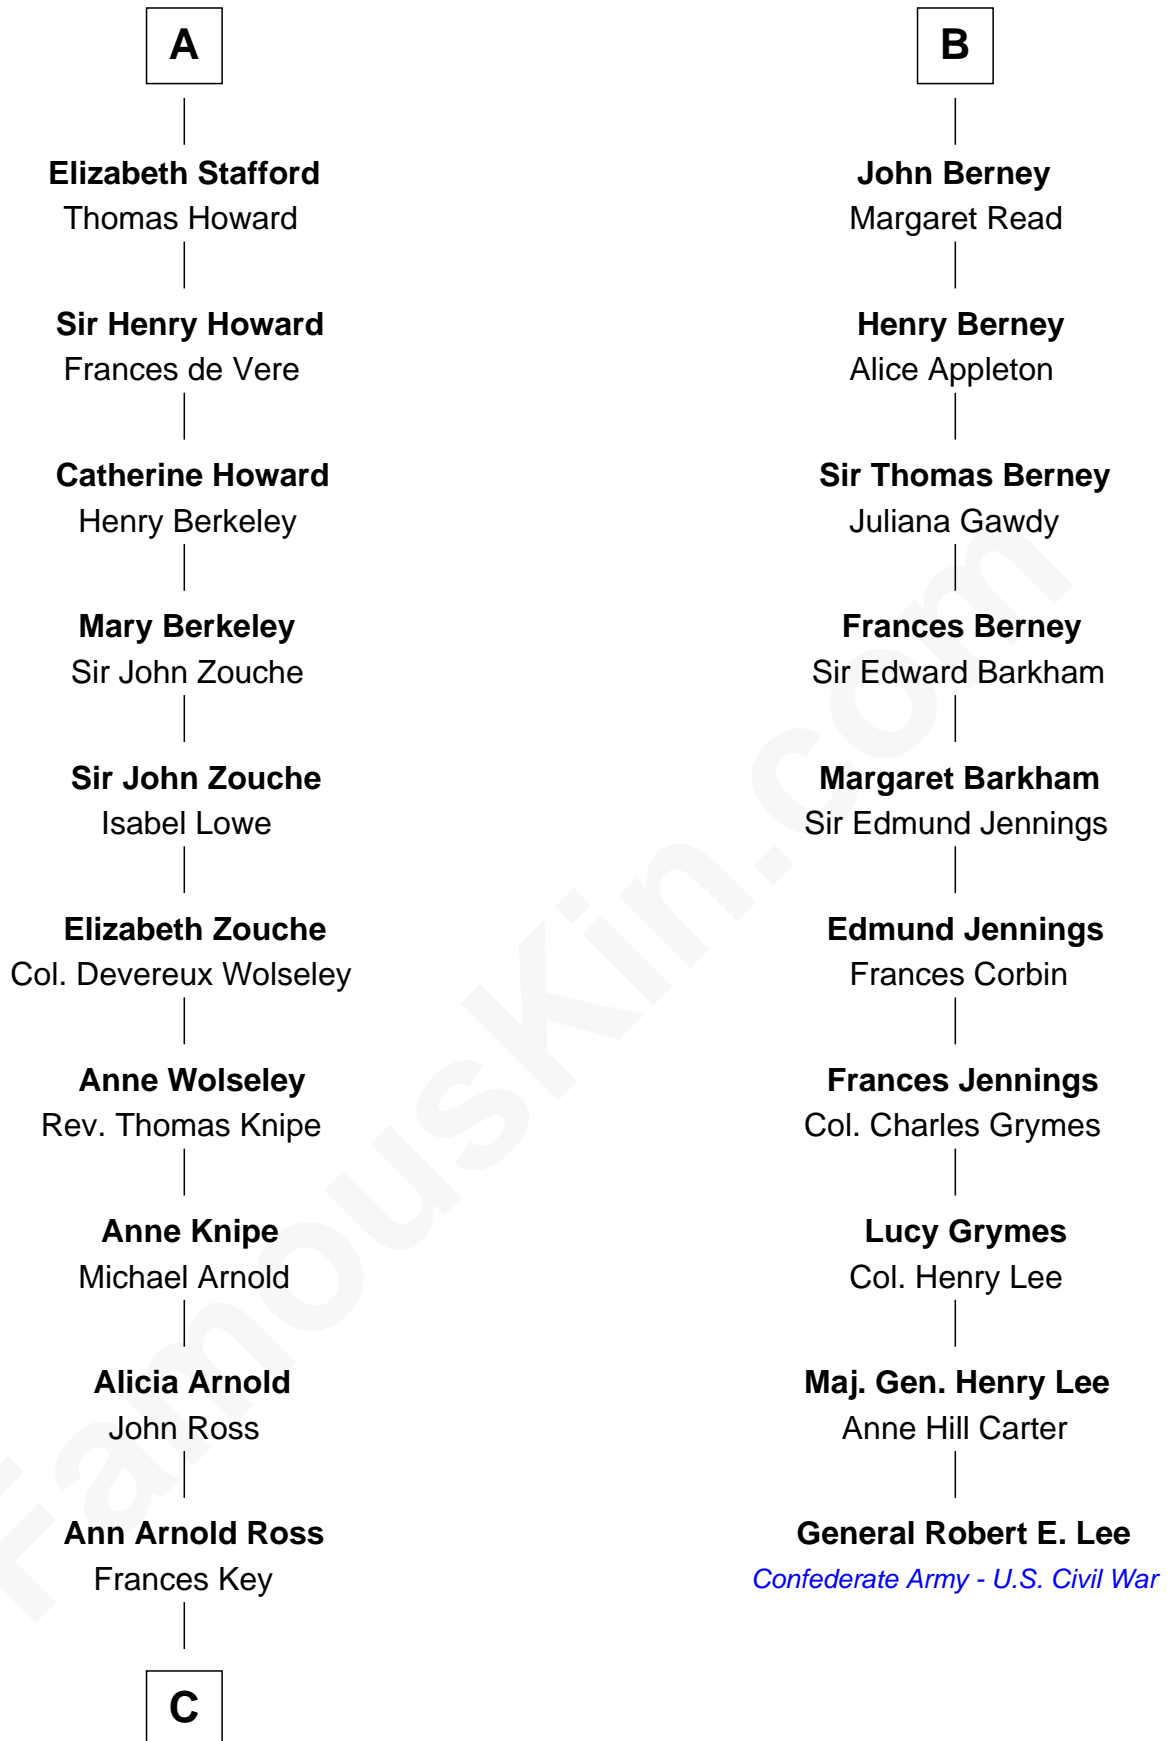 A
Elizabeth Stafford
Thomas Howard
Sir Henry Howard
Frances de Vere
Catherine Howard
Henry Berkeley
Mary Berkeley
Sir John Zouche
Sir John Zouche
Isabel Lowe
Elizabeth Zouche
Col. Devereux Wolseley
Anne Wolseley
Rev. Thomas Knipe
Anne Knipe
Michael Arnold
Alicia Arnold
John Ross
Ann Arnold Ross
Frances Key
C
B
John Berney
Margaret Read
Henry Berney
Alice Appleton
Sir Thomas Berney
Juliana Gawdy
Frances Berney
Sir Edward Barkham
Margaret Barkham
Sir Edmund Jennings
Edmund Jennings
Frances Corbin
Frances Jennings
Col. Charles Grymes
Lucy Grymes
Col. Henry Lee
Maj. Gen. Henry Lee
Anne Hill Carter
General Robert E. Lee
Confederate Army - U.S. Civil War
FamousKin.com